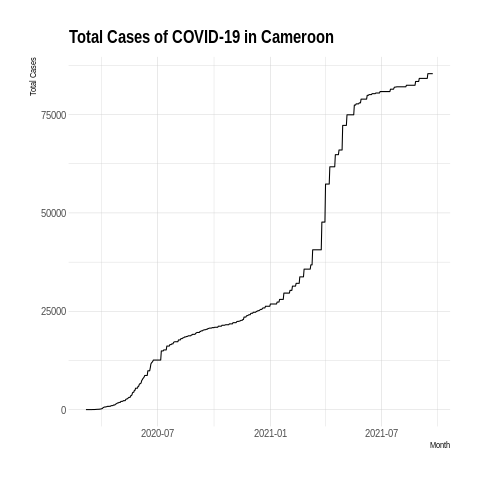 Total Cases of COVID-19 in Cameroon
Total Cases
75000
50000
25000
0
2020-07
2021-01
2021-07
Month